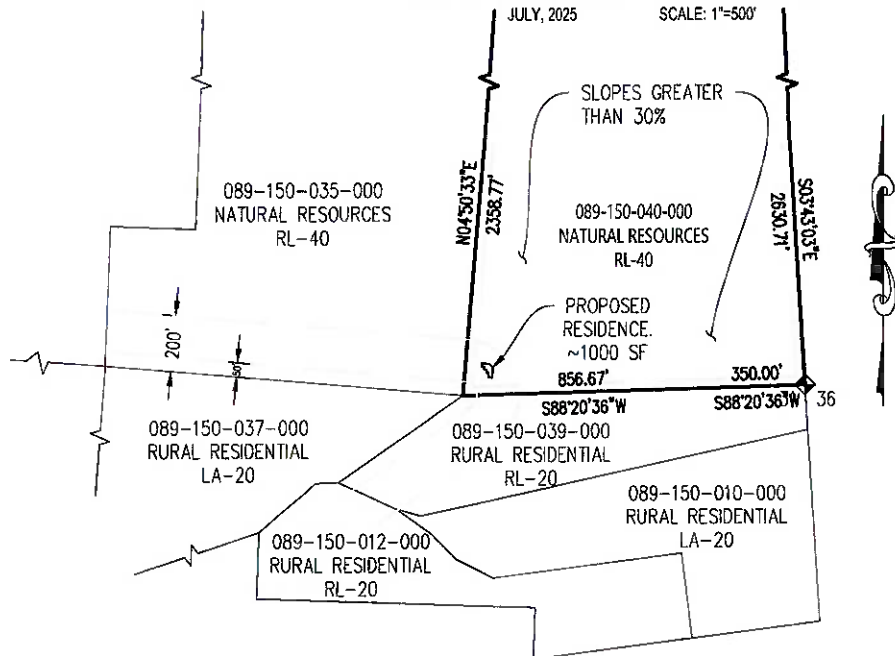 JULY, 2025
SCALE: 1"=500'
SLOPES GREATER
THAN 30%
089-150-035-000
NATURAL RESOURCES
RL-40
N04°50'33"E
2358.77'
089-150-040-000
NATURAL RESOURCES
RL-40
S03°43'03"E
2630.71'
PROPOSED
RESIDENCE.
~1000 SF
200'
50'
856.67'
350.00'
S88°20'36"W
S88°20'36"W
36
089-150-037-000
RURAL RESIDENTIAL
LA-20
089-150-039-000
RURAL RESIDENTIAL
RL-20
089-150-010-000
RURAL RESIDENTIAL
LA-20
089-150-012-000
RURAL RESIDENTIAL
RL-20